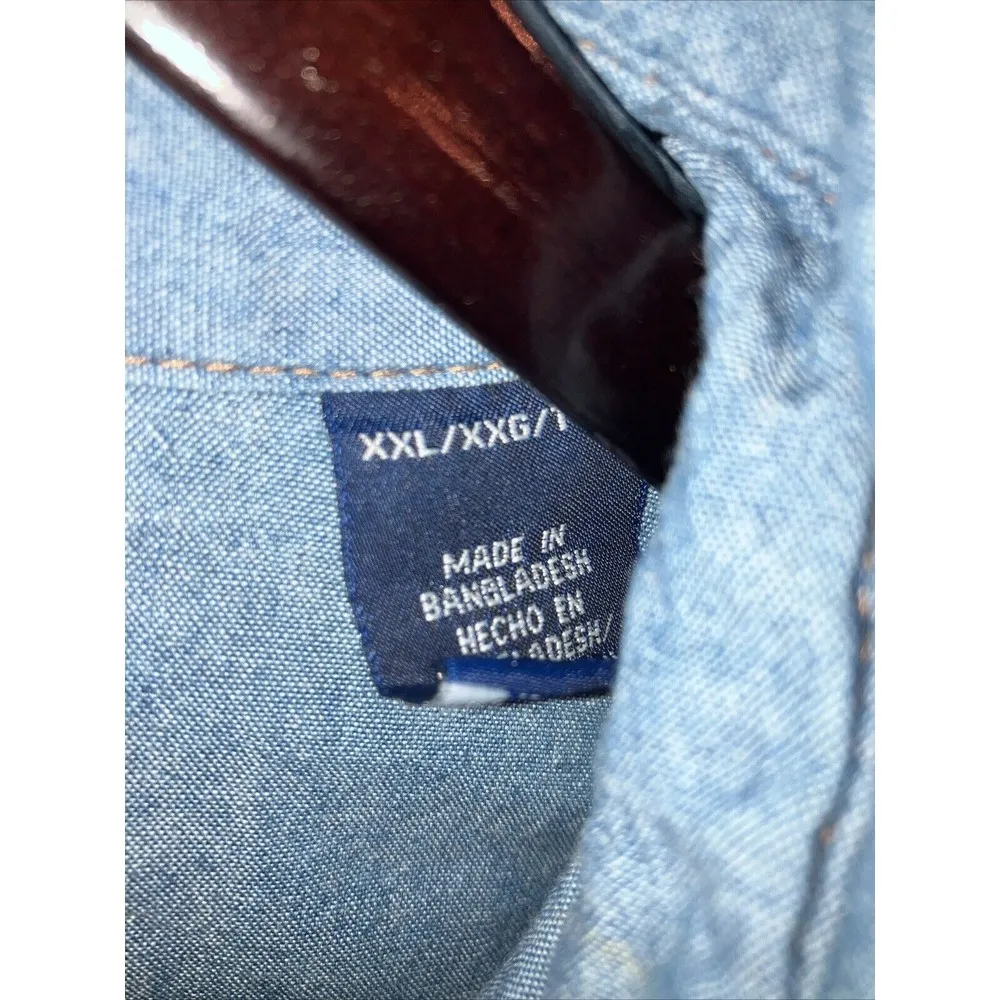 XXL/XXG/
MADE IN
BANGLADESH
HECHO EN